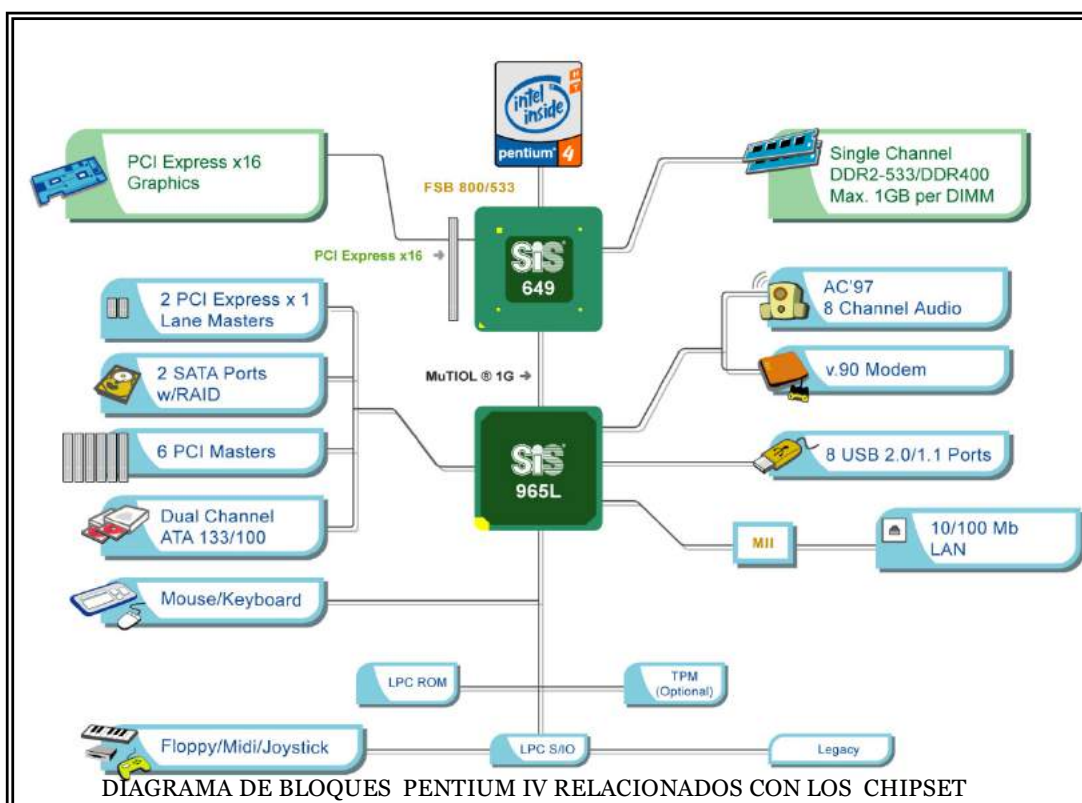 intel
inside
HT
pentium 4
PCI Express x16
Graphics
FSB 800/533
Single Channel
DDR2-533/DDR400
Max. 1GB per DIMM
PCI Express x16
SiS
649
2 PCI Express x 1
Lane Masters
AC'97
8 Channel Audio
MuTIOL ® 1G
2 SATA Ports
w/RAID
v.90 Modem
6 PCI Masters
SiS
965L
8 USB 2.0/1.1 Ports
Dual Channel
ATA 133/100
MII
10/100 Mb
LAN
Mouse/Keyboard
LPC ROM
TPM
(Optional)
Floppy/Midi/Joystick
LPC S/IO
Legacy
DIAGRAMA DE BLOQUES PENTIUM IV RELACIONADOS CON LOS CHIPSET